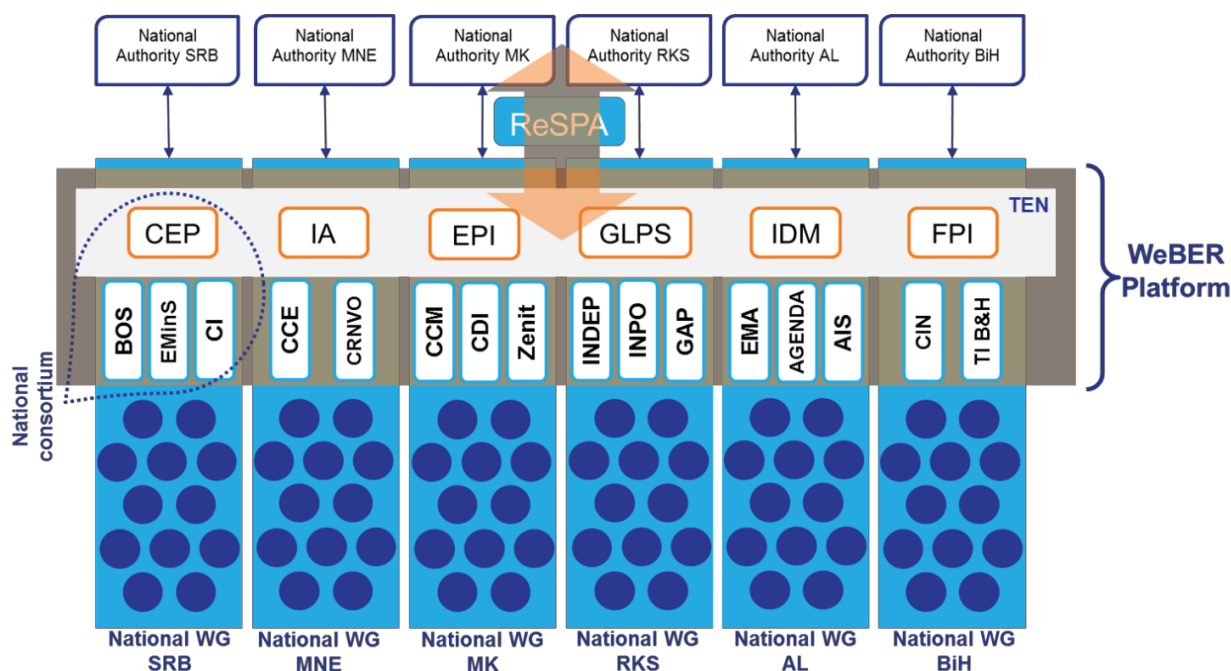 National
Authority SRB
National
Authority MNE
National
Authority MK
National
Authority RKS
National
Authority AL
National
Authority BiH
ReSPA
TEN
CEP
IA
EPI
GLPS
IDM
FPI
WeBER
Platform
BOS
EMinS
CI
CCE
CRNVO
CCM
CDI
Zenit
INDEP
INPO
GAP
EMA
AGENDA
AIS
CIN
TI B&H
National
consortium
National WG
SRB
National WG
MNE
National WG
MK
National WG
RKS
National WG
AL
National WG
BiH